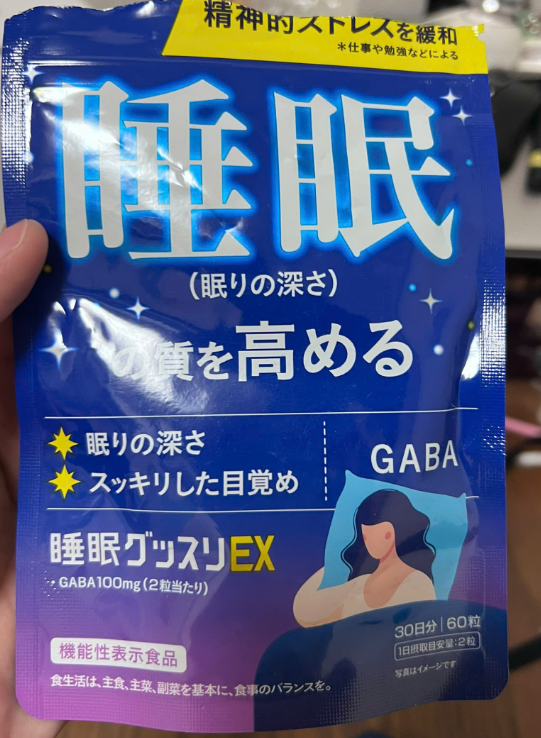 精神的ストレスを緩和
＊仕事や勉強などによる
睡眠
（眠りの深さ）
の質を高める
眠りの深さ
スッキリした目覚め
GABA
睡眠グッスリEX
・GABA100mg（2粒当たり）
30日分｜60粒
1日摂取目安量：2粒
写真はイメージです
機能性表示食品
食生活は、主食、主菜、副菜を基本に、食事のバランスを。